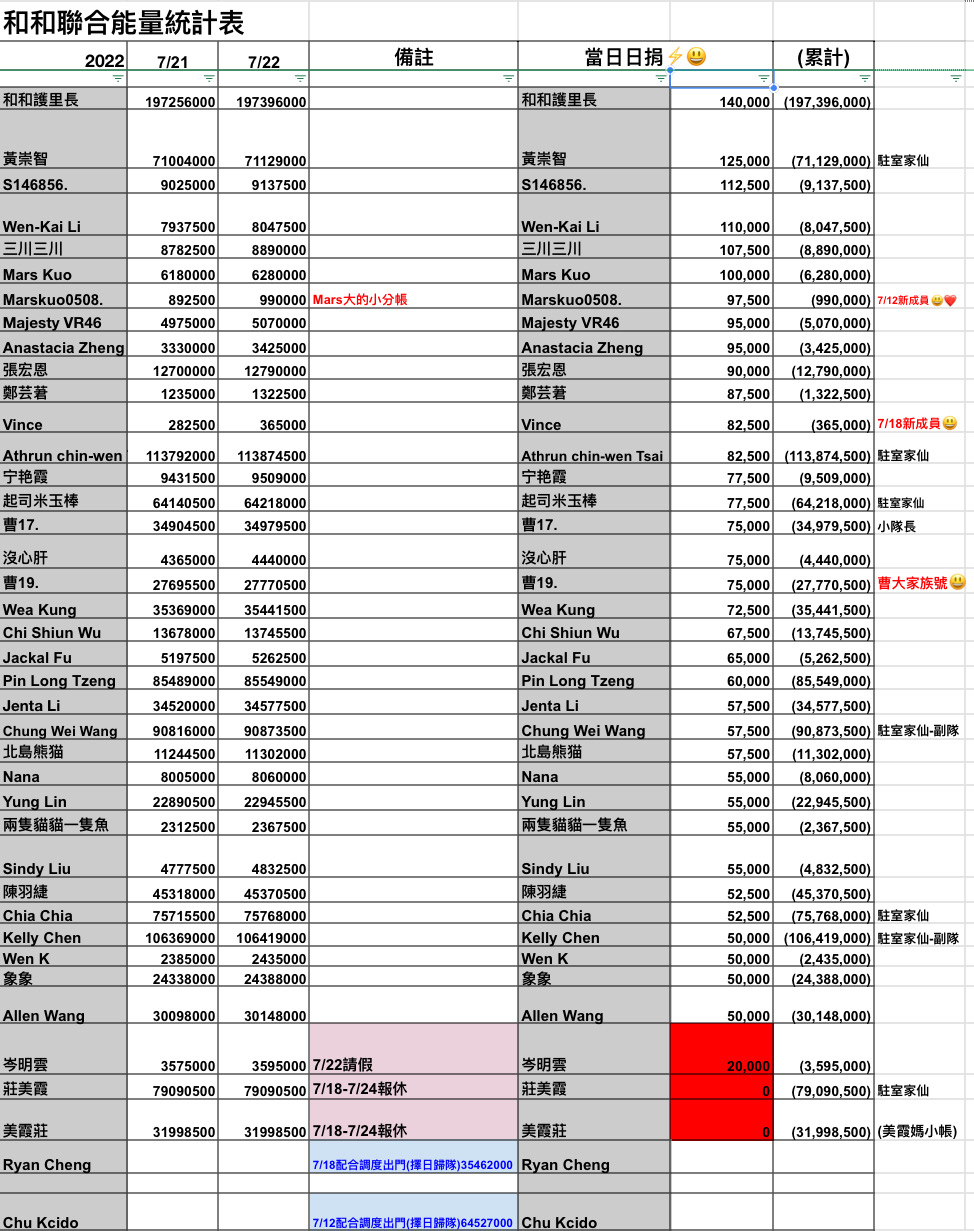 和和聯合能量統計表
2022 7/21 7/22 備註 當日日捐⚡😃 (累計)
和和護里長 197256000 197396000 和和護里長 140,000 (197,396,000)
黃崇智 71004000 71129000 黃崇智 125,000 (71,129,000) 駐室家仙
S146856. 9025000 9137500 S146856. 112,500 (9,137,500)
Wen-Kai Li 7937500 8047500 Wen-Kai Li 110,000 (8,047,500)
三川三川 8782500 8890000 三川三川 107,500 (8,890,000)
Mars Kuo 6180000 6280000 Mars Kuo 100,000 (6,280,000)
Marskuo0508. 892500 990000 Mars大的小分帳 Marskuo0508. 97,500 (990,000) 7/12新成員😃❤️
Majesty VR46 4975000 5070000 Majesty VR46 95,000 (5,070,000)
Anastacia Zheng 3330000 3425000 Anastacia Zheng 95,000 (3,425,000)
張宏恩 12700000 12790000 張宏恩 90,000 (12,790,000)
鄭芸莙 1235000 1322500 鄭芸莙 87,500 (1,322,500)
Vince 282500 365000 Vince 82,500 (365,000) 7/18新成員😃
Athrun chin-wen 113792000 113874500 Athrun chin-wen Tsai 82,500 (113,874,500) 駐室家仙
宁艳霞 9431500 9509000 宁艳霞 77,500 (9,509,000)
起司米玉棒 64140500 64218000 起司米玉棒 77,500 (64,218,000) 駐室家仙
曹17. 34904500 34979500 曹17. 75,000 (34,979,500) 小隊長
沒心肝 4365000 4440000 沒心肝 75,000 (4,440,000)
曹19. 27695500 27770500 曹19. 75,000 (27,770,500) 曹大家族號😃
Wea Kung 35369000 35441500 Wea Kung 72,500 (35,441,500)
Chi Shiun Wu 13678000 13745500 Chi Shiun Wu 67,500 (13,745,500)
Jackal Fu 5197500 5262500 Jackal Fu 65,000 (5,262,500)
Pin Long Tzeng 85489000 85549000 Pin Long Tzeng 60,000 (85,549,000)
Jenta Li 34520000 34577500 Jenta Li 57,500 (34,577,500)
Chung Wei Wang 90816000 90873500 Chung Wei Wang 57,500 (90,873,500) 駐室家仙-副隊
北島熊猫 11244500 11302000 北島熊猫 57,500 (11,302,000)
Nana 8005000 8060000 Nana 55,000 (8,060,000)
Yung Lin 22890500 22945500 Yung Lin 55,000 (22,945,500)
兩隻貓貓一隻魚 2312500 2367500 兩隻貓貓一隻魚 55,000 (2,367,500)
Sindy Liu 4777500 4832500 Sindy Liu 55,000 (4,832,500)
陳羽緁 45318000 45370500 陳羽緁 52,500 (45,370,500)
Chia Chia 75715500 75768000 Chia Chia 52,500 (75,768,000) 駐室家仙
Kelly Chen 106369000 106419000 Kelly Chen 50,000 (106,419,000) 駐室家仙-副隊
Wen K 2385000 2435000 Wen K 50,000 (2,435,000)
象象 24338000 24388000 象象 50,000 (24,388,000)
Allen Wang 30098000 30148000 Allen Wang 50,000 (30,148,000)
岑明雲 3575000 3595000 7/22請假 岑明雲 20,000 (3,595,000)
莊美霞 79090500 79090500 7/18-7/24報休 莊美霞 0 (79,090,500) 駐室家仙
美霞莊 31998500 31998500 7/18-7/24報休 美霞莊 0 (31,998,500) (美霞媽小帳)
Ryan Cheng 7/18配合調度出門(擇日歸隊)35462000 Ryan Cheng
Chu Kcido 7/12配合調度出門(擇日歸隊)64527000 Chu Kcido